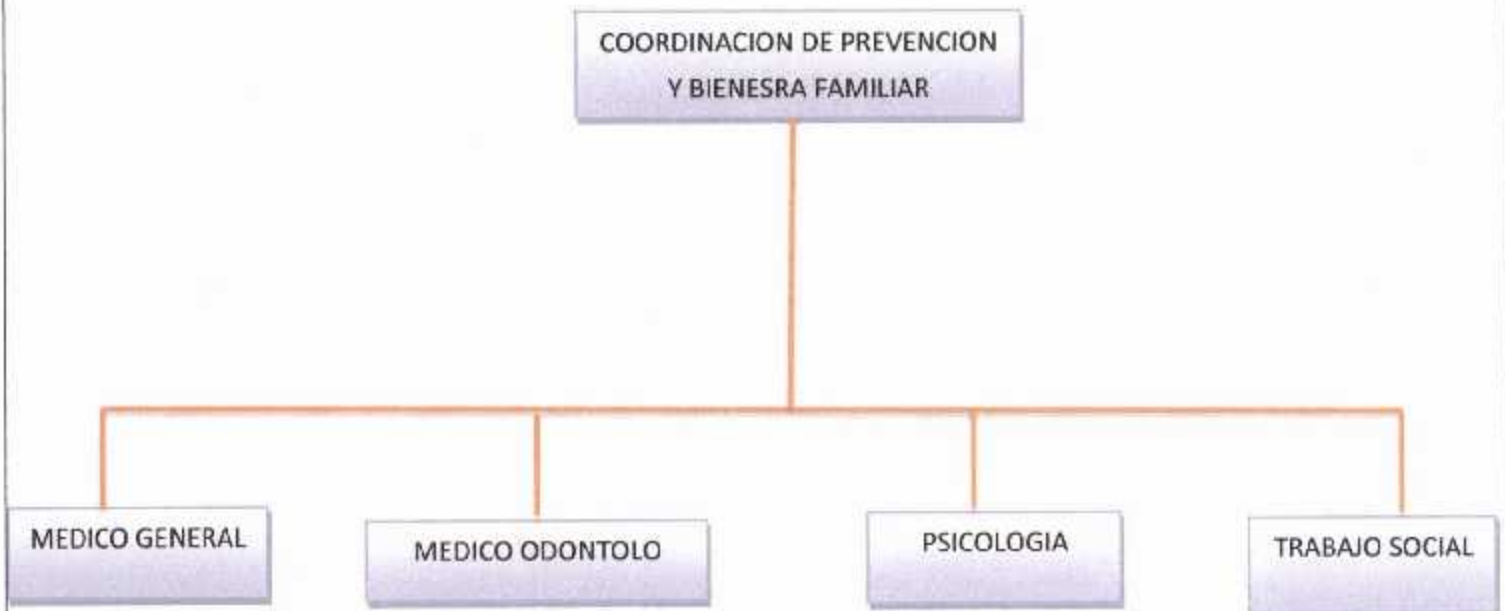 COORDINACION DE PREVENCION
Y BIENESRA FAMILIAR
MEDICO GENERAL
MEDICO ODONTOLO
PSICOLOGIA
TRABAJO SOCIAL